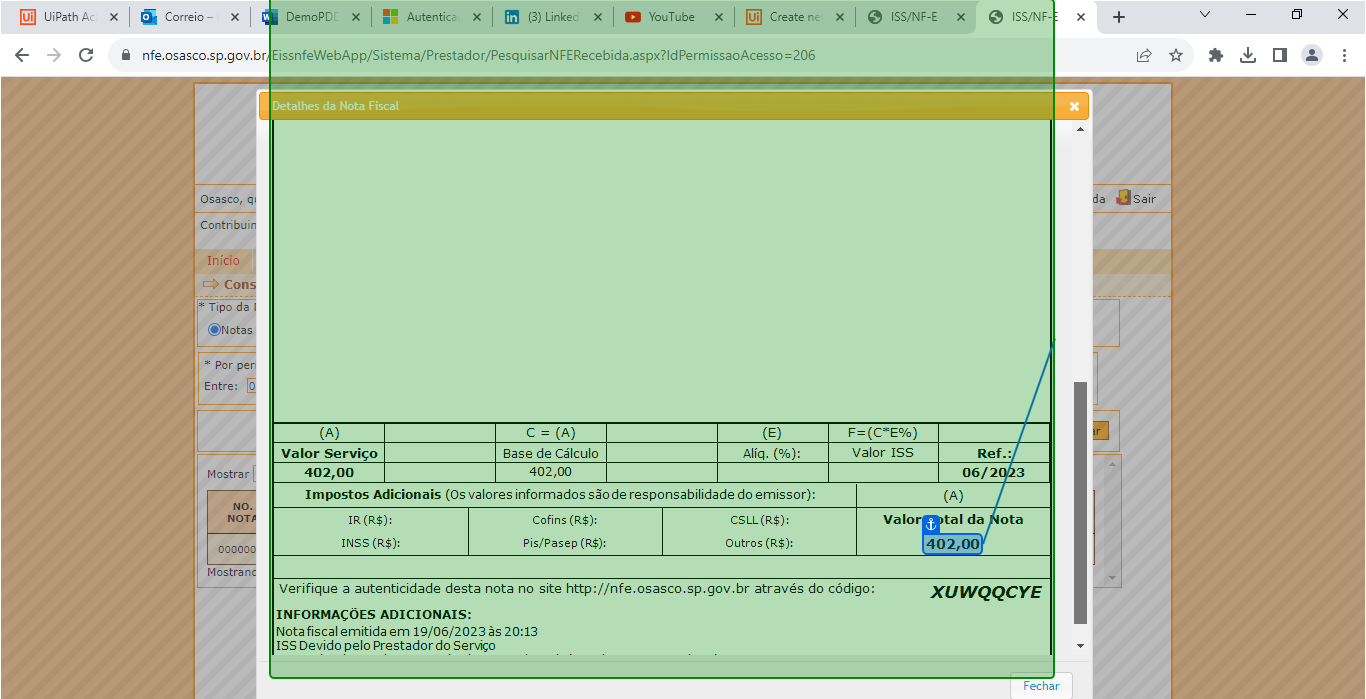 UiPath Ac
Correio –
DemoPDD
Autentica
(3) Linked
YouTube
Create ne
ISS/NF-E
ISS/NF-E
nfe.osasco.sp.gov.br/EissnfeWebApp/Sistema/Prestador/PesquisarNFERecebida.aspx?IdPermissaoAcesso=206
Detalhes da Nota Fiscal
Osasco, qu
da
Sair
Contribuin
Início
Cons
* Tipo da
Notas
* Por per
Entre: 0
ar
Mostrar
NO.
NOTA
000000
Mostrand
(A) C = (A) (E) F=(C*E%)
Valor Serviço Base de Cálculo Alíq. (%): Valor ISS Ref.:
402,00 402,00 06/2023
Impostos Adicionais (Os valores informados são de responsabilidade do emissor): (A)
IR (R$): Cofins (R$): CSLL (R$): Valor Total da Nota
INSS (R$): Pis/Pasep (R$): Outros (R$): 402,00
Verifique a autenticidade desta nota no site http://nfe.osasco.sp.gov.br através do código: XUWQQCYE
INFORMAÇÕES ADICIONAIS:
Nota fiscal emitida em 19/06/2023 às 20:13
ISS Devido pelo Prestador do Serviço
Fechar